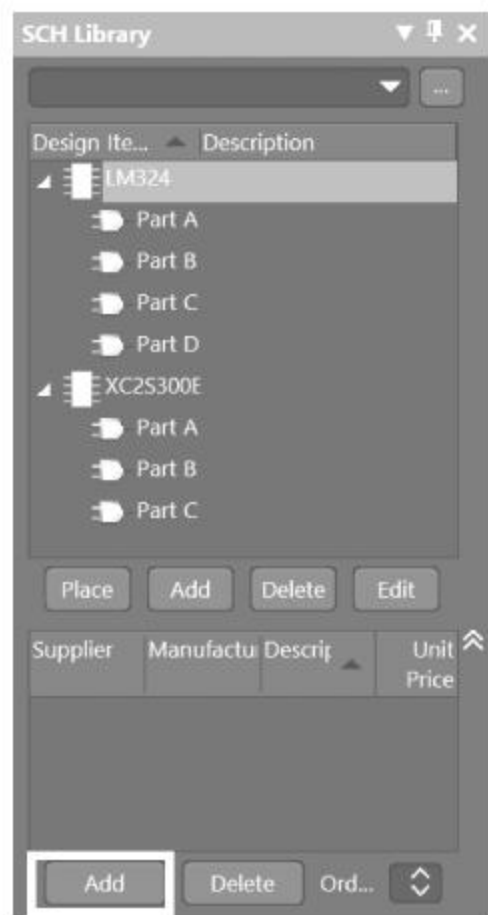 SCH Library
...
Design Ite... Description
LM324
Part A
Part B
Part C
Part D
XC2S300E
Part A
Part B
Part C
Place Add Delete Edit
Supplier Manufactu Descrip Unit
Price
Add Delete Ord...